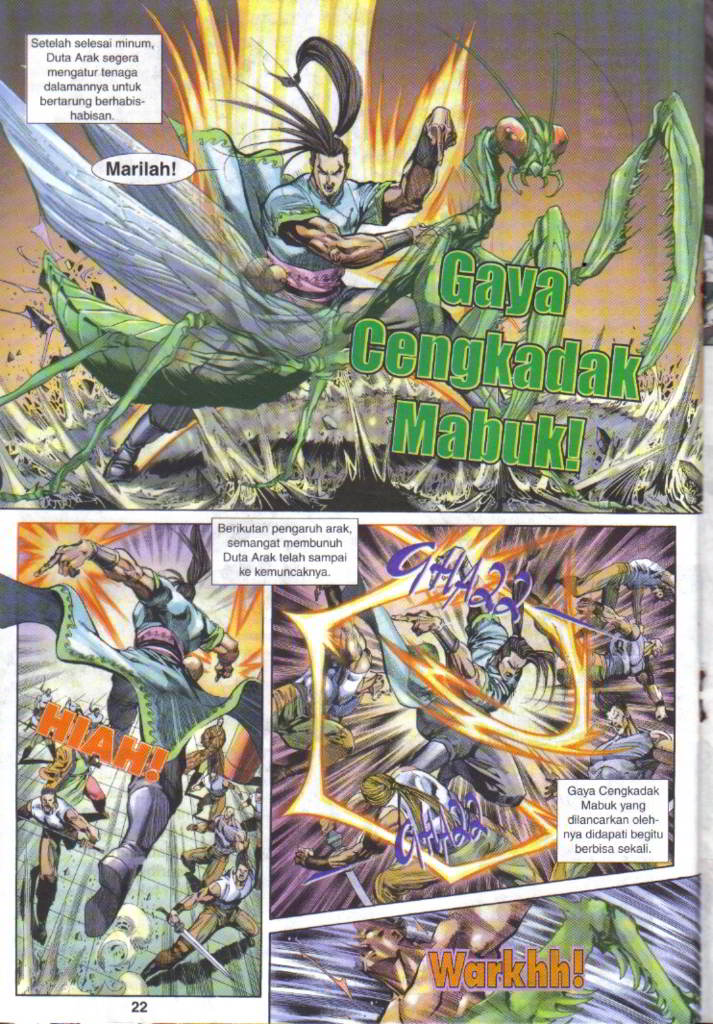 Setelah selesai minum,
Duta Arak segera
mengatur tenaga
dalamannya untuk
bertarung berhabis-
habisan.
Marilah!
Gaya
Cengkadak
Mabuk!
Berikutan pengaruh arak,
semangat membunuh
Duta Arak telah sampai
ke kemuncaknya.
HIAH!
Gaya Cengkadak
Mabuk yang
dilancarkan oleh-
nya didapati begitu
berbisa sekali.
Warkhh!
22